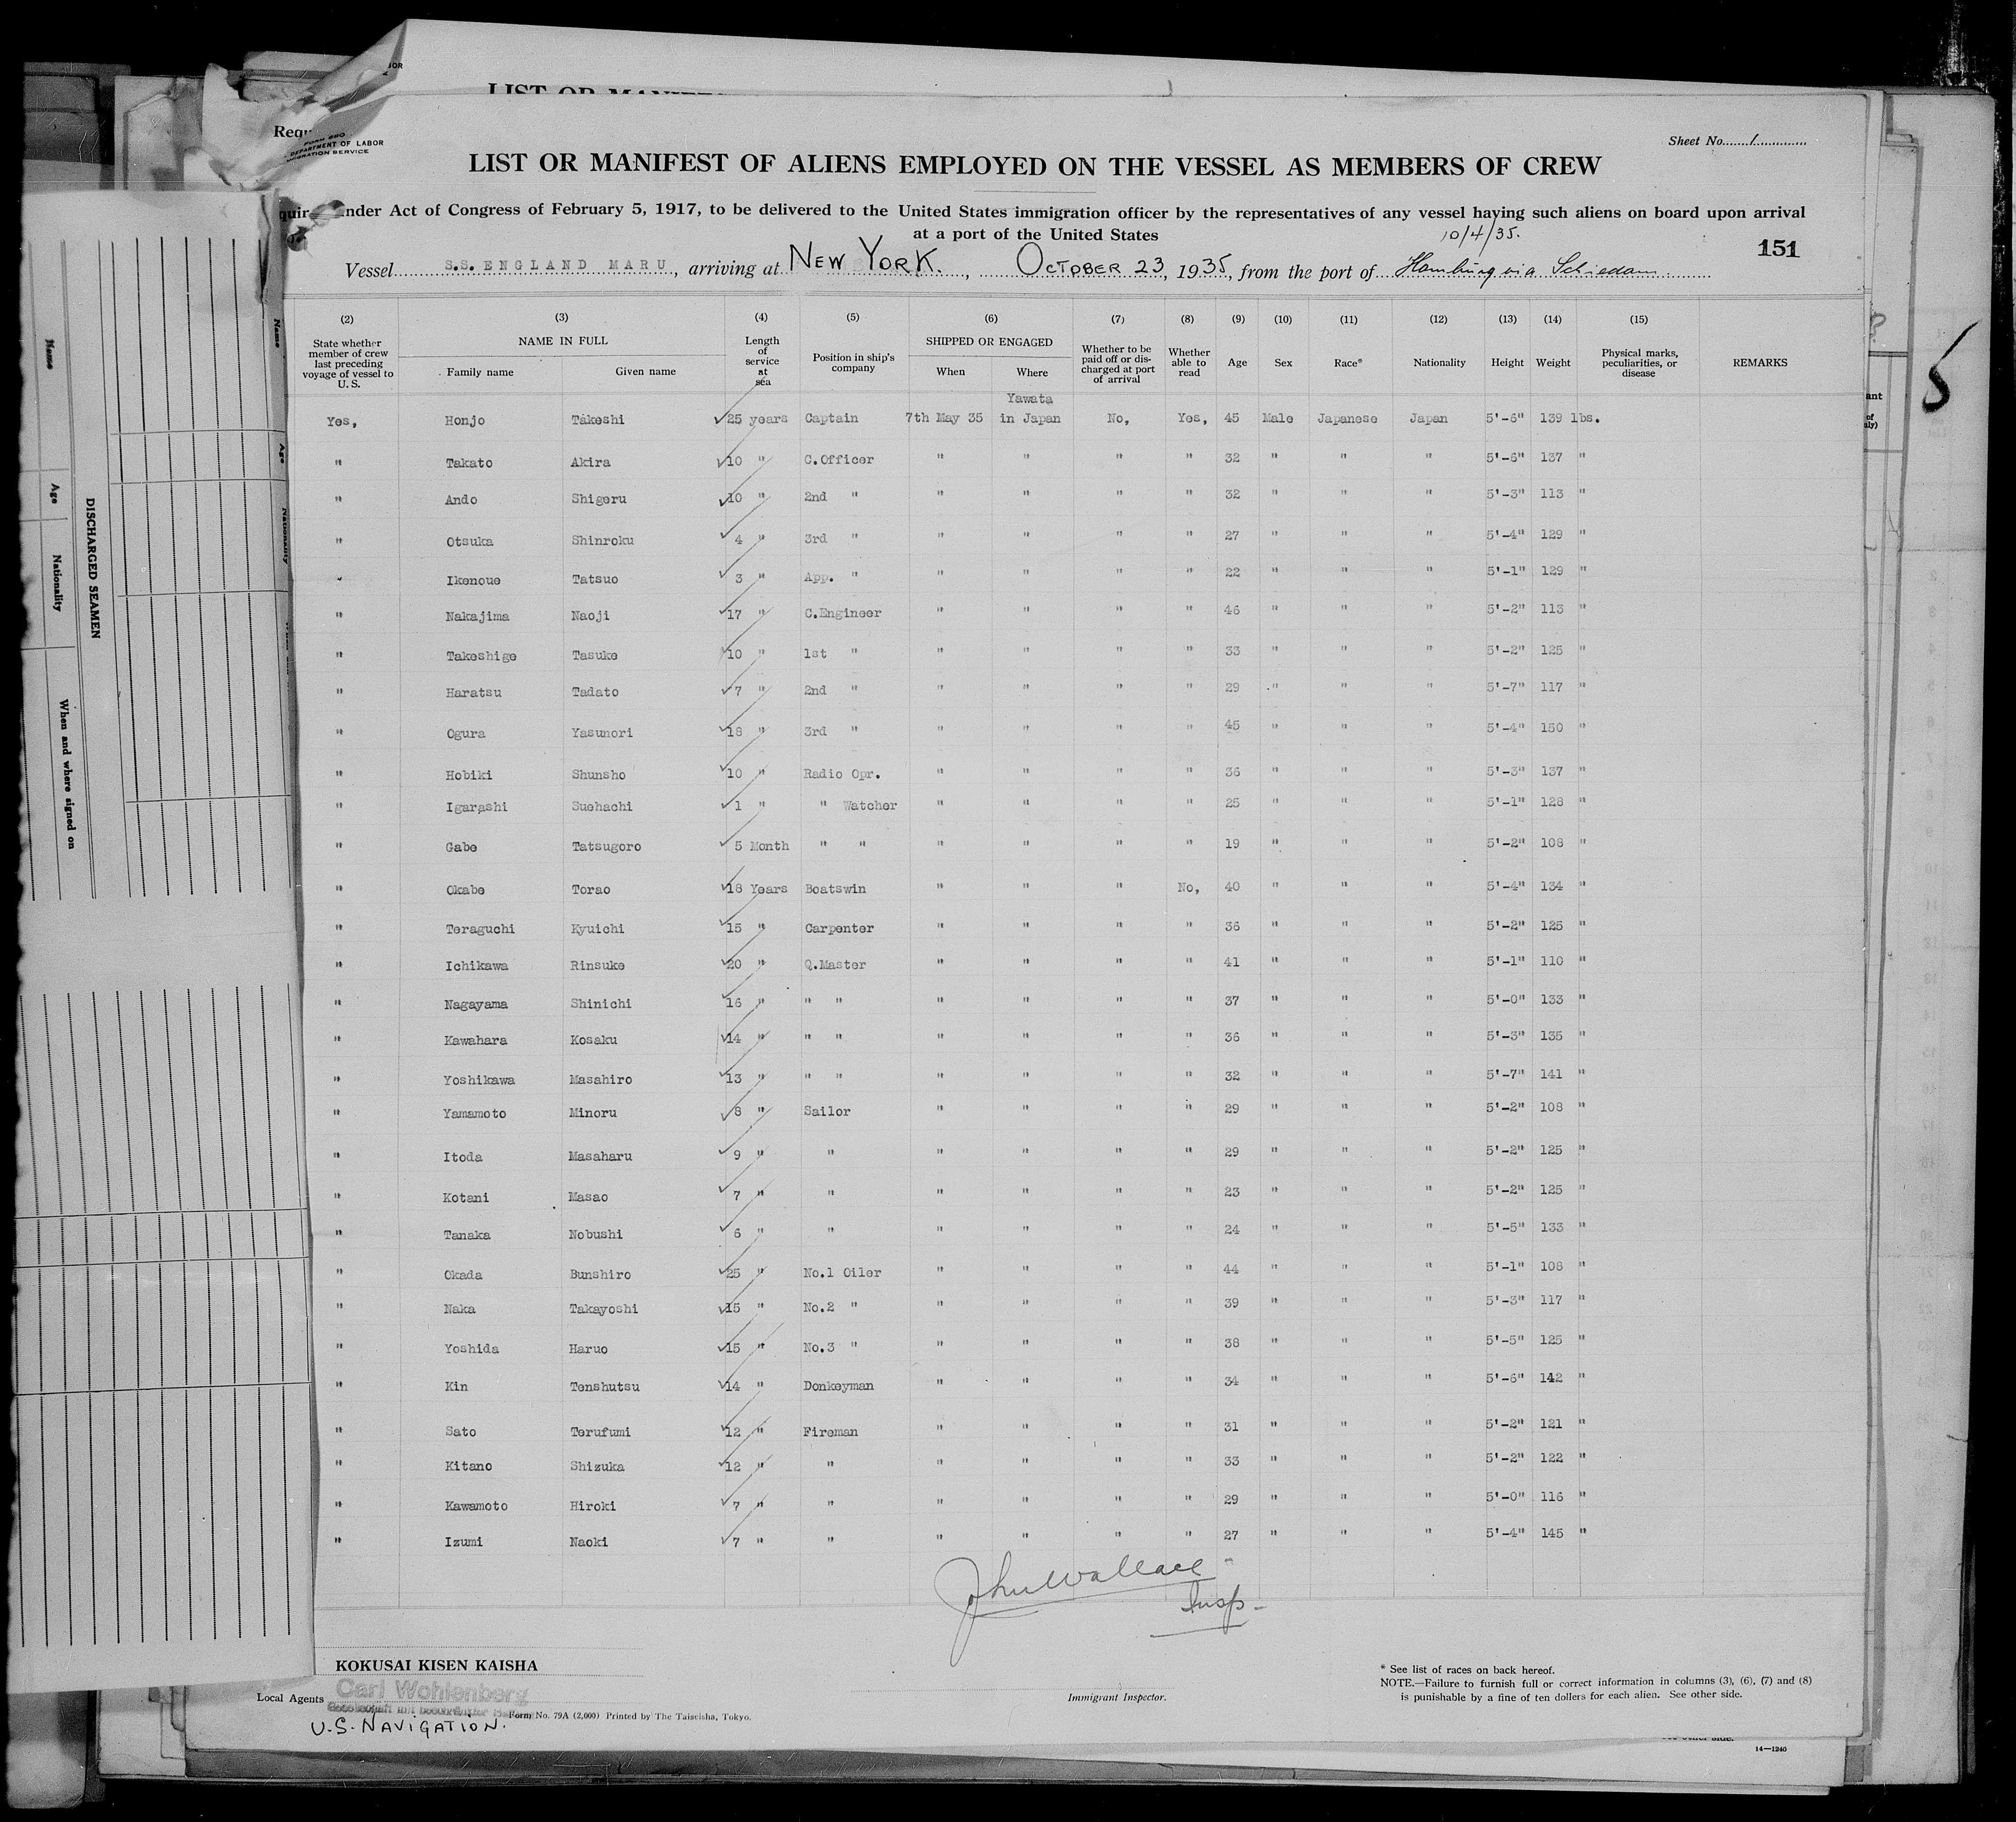 LIST OR MANIFEST
Sheet No. 1
FORM 680
DEPARTMENT OF LABOR
IMMIGRATION SERVICE
LIST OR MANIFEST OF ALIENS EMPLOYED ON THE VESSEL AS MEMBERS OF CREW
nder Act of Congress of February 5, 1917, to be delivered to the United States immigration officer by the representatives of any vessel having such aliens on board upon arrival
at a port of the United States
10/4/35.
151
Vessel S.S. ENGLAND MARU, arriving at NEW YORK., OCTOBER 23, 1935, from the port of Hamburg via Schiedam
(2) (3) (4) (5) (6) (7) (8) (9) (10) (11) (12) (13) (14) (15)
State whether member of crew last preceding voyage of vessel to U.S. NAME IN FULL Family name Given name Length of service at sea Position in ship's company SHIPPED OR ENGAGED When Where Whether to be paid off or discharged at port of arrival Whether able to read Age Sex Race* Nationality Height Weight Physical marks, peculiarities, or disease REMARKS
Yawata
Yes, Honjo Takeshi 25 years Captain 7th May 35 in Japan No, Yes, 45 Male Japanese Japan 5'-6" 139 lbs.
" Takato Akira 10 " C.Officer " " " " 32 " " " 5'-6" 137 "
" Ando Shigeru 10 " 2nd " " " " " 32 " " " 5'-3" 113 "
" Otsuka Shinroku 4 " 3rd " " " " " 27 " " " 5'-4" 129 "
" Ikenoue Tatsuo 3 " App. " " " " " 22 " " " 5'-1" 129 "
" Nakajima Naoji 17 " C.Engineer " " " " 46 " " " 5'-2" 113 "
" Takeshige Tasuke 10 " 1st " " " " " 33 " " " 5'-2" 125 "
" Haratsu Tadato 7 " 2nd " " " " " 29 " " " 5'-7" 117 "
" Ogura Yasunori 18 " 3rd " " " " " 45 " " " 5'-4" 150 "
" Hobiki Shunsho 10 " Radio Opr. " " " " 36 " " " 5'-3" 137 "
" Igarashi Suehachi 1 " " Watcher " " " " 25 " " " 5'-1" 128 "
" Gabe Tatsugoro 5 Month " " " " " " 19 " " " 5'-2" 108 "
" Okabe Torao 18 Years Boatswin " " " No, 40 " " " 5'-4" 134 "
" Teraguchi Kyuichi 15 " Carpenter " " " " 36 " " " 5'-2" 125 "
" Ichikawa Rinsuke 20 " Q.Master " " " " 41 " " " 5'-1" 110 "
" Nagayama Shinichi 16 " " " " " " " 37 " " " 5'-0" 133 "
" Kawahara Kosaku 14 " " " " " " " 36 " " " 5'-3" 135 "
" Yoshikawa Masahiro 13 " " " " " " " 32 " " " 5'-7" 141 "
" Yamamoto Minoru 8 " Sailor " " " " 29 " " " 5'-2" 108 "
" Itoda Masaharu 9 " " " " " " 29 " " " 5'-2" 125 "
" Kotani Masao 7 " " " " " " 23 " " " 5'-2" 125 "
" Tanaka Nobushi 6 " " " " " " 24 " " " 5'-5" 133 "
" Okada Bunshiro 25 " No.1 Oiler " " " " 44 " " " 5'-1" 108 "
" Naka Takayoshi 15 " No.2 " " " " " 39 " " " 5'-3" 117 "
" Yoshida Haruo 15 " No.3 " " " " " 38 " " " 5'-5" 125 "
" Kin Tenshutsu 14 " Donkeyman " " " " 34 " " " 5'-6" 142 "
" Sato Terufumi 12 " Fireman " " " " 31 " " " 5'-2" 121 "
" Kitano Shizuka 12 " " " " " " 33 " " " 5'-2" 122 "
" Kawamoto Hiroki 7 " " " " " " 29 " " " 5'-0" 116 "
" Izumi Naoki 7 " " " " " " 27 " " " 5'-4" 145 "
John Wallace
Insp-
KOKUSAI KISEN KAISHA
Local Agents Carl Wohlenberg
U.S. NAVIGATION.
Form No. 79A (2,000) Printed by The Taiseisha, Tokyo.
Immigrant Inspector.
* See list of races on back hereof.
NOTE.—Failure to furnish full or correct information in columns (3), (6), (7) and (8)
is punishable by a fine of ten dollars for each alien. See other side.
14—1240
5
DISCHARGED SEAMEN
Name Age Nationality When and where signed on